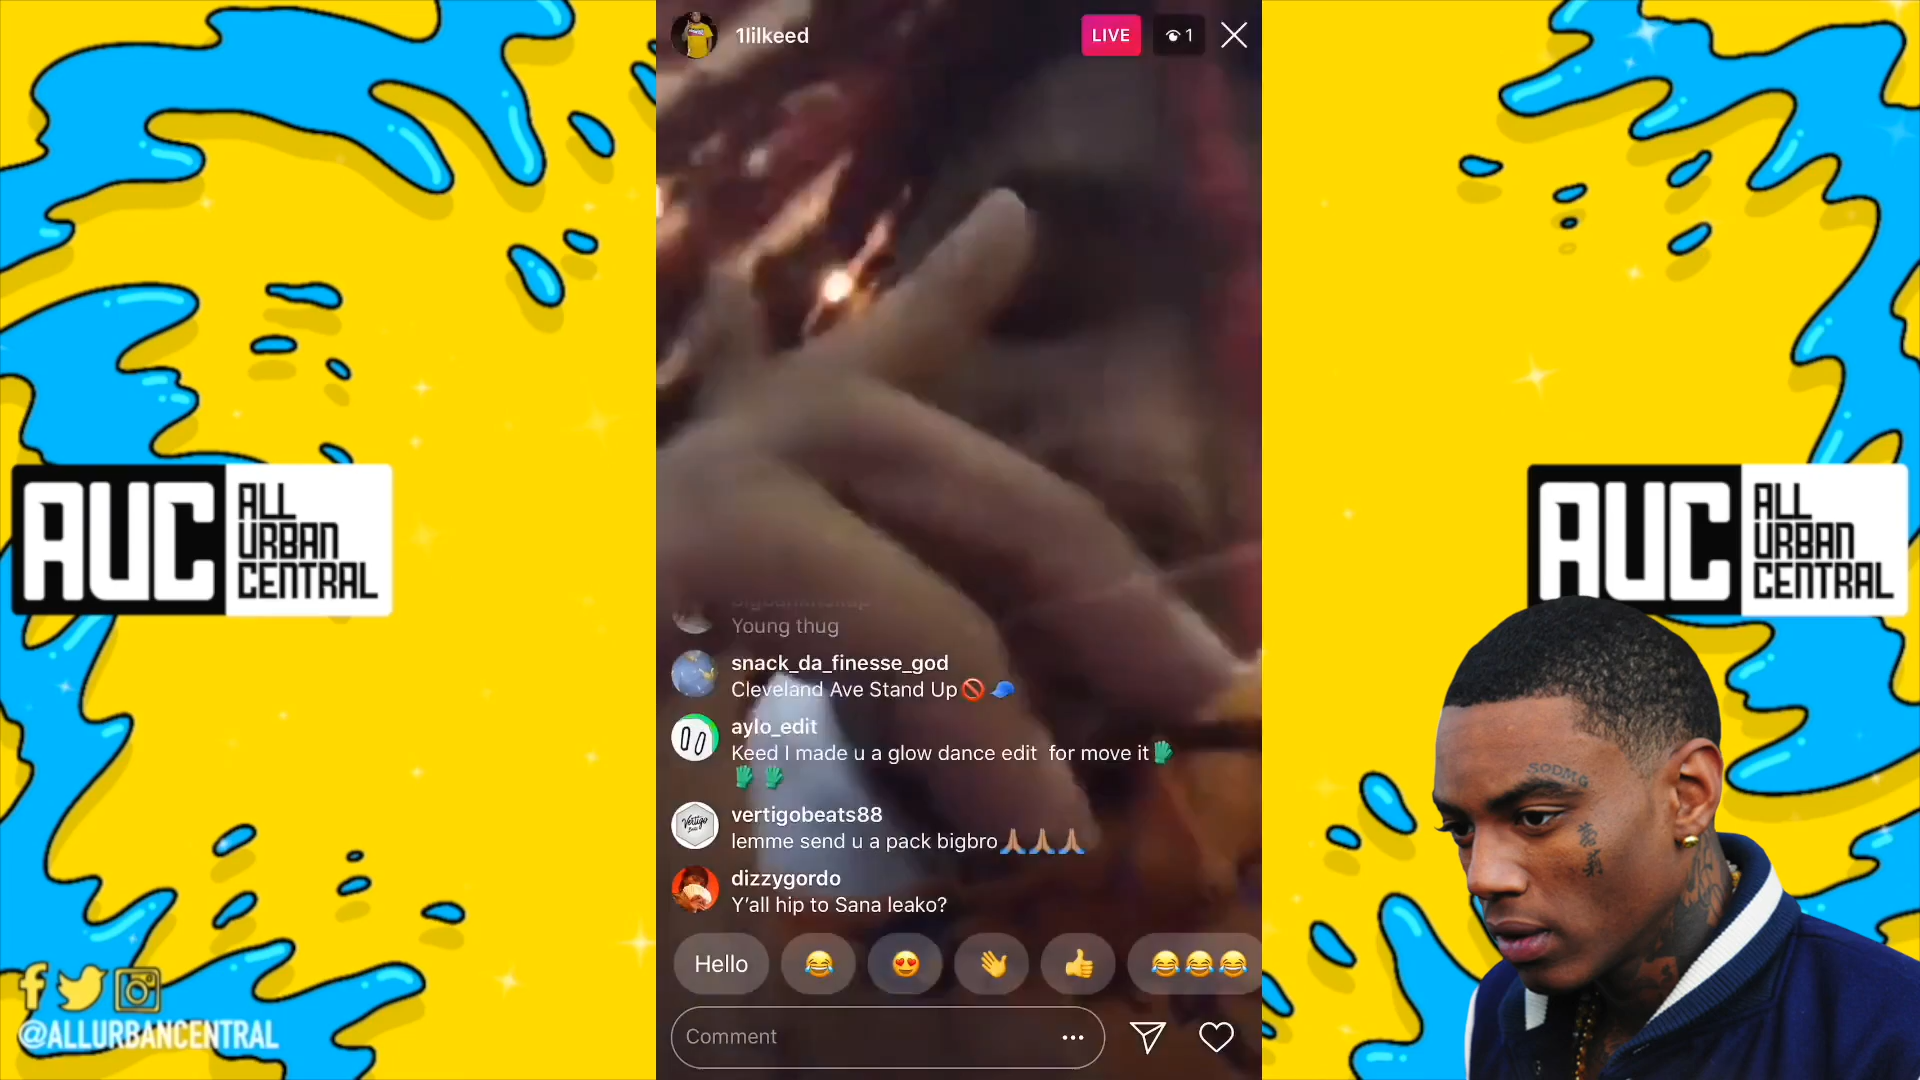 1lilkeed
LIVE
1
Young thug
snack_da_finesse_god
Cleveland Ave Stand Up🚫 🧢
aylo_edit
Keed I made u a glow dance edit for move it🧤
🧤 🧤
vertigobeats88
lemme send u a pack bigbro🙏🏽🙏🏽🙏🏽
dizzygordo
Y'all hip to Sana leako?
Hello
😂
😍
👋
👍
😂😂😂
Comment
AUC
ALL
URBAN
CENTRAL
AUC
ALL
URBAN
CENTRAL
@ALLURBANCENTRAL
SODMG
Vertigo